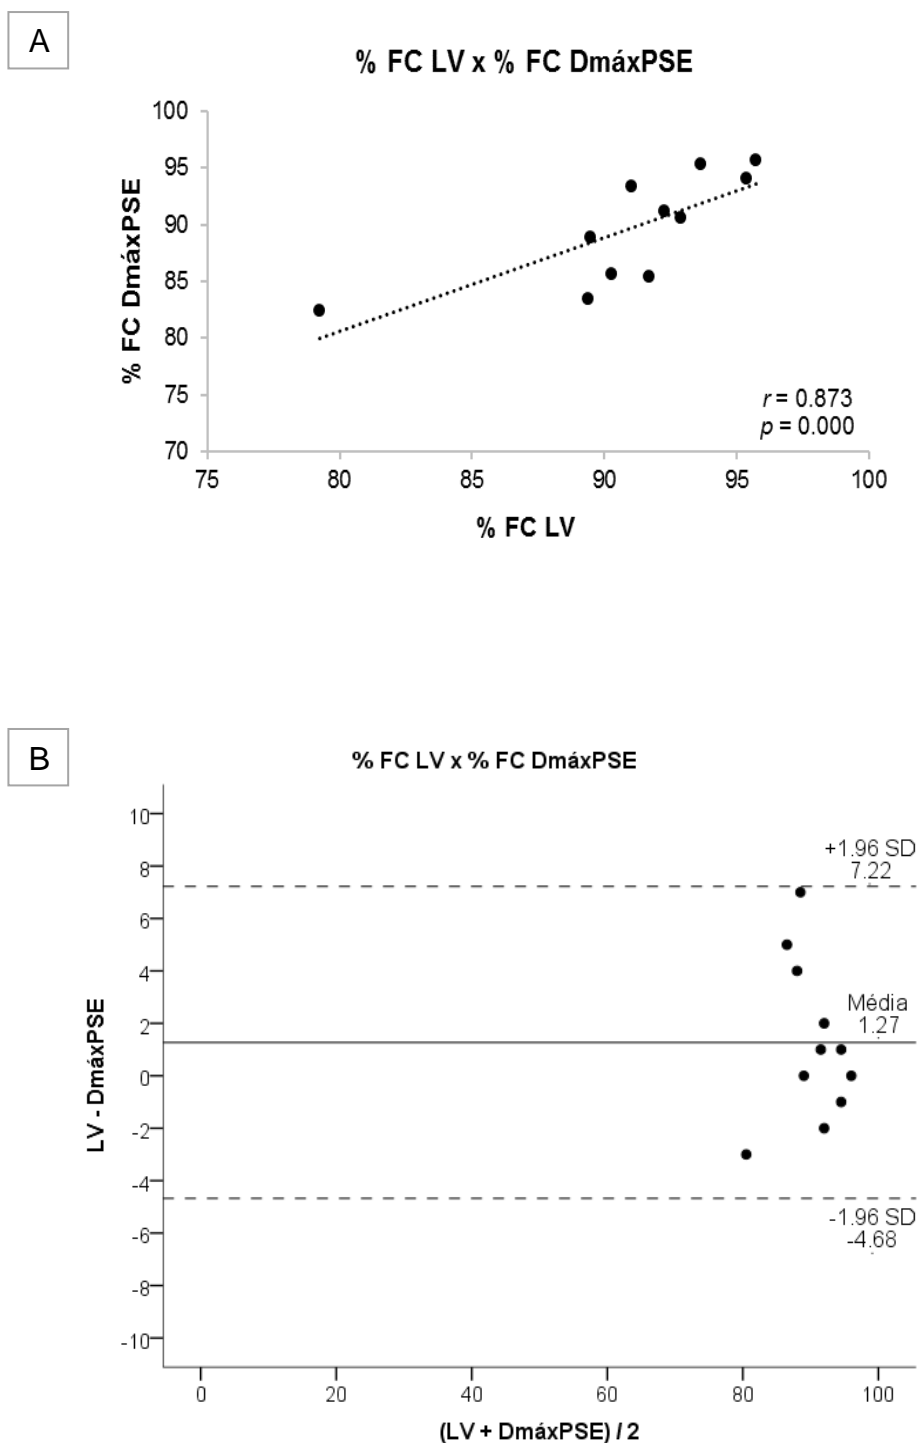 A
% FC LV x % FC DmáxPSE
100
95
90
85
80
75
70
% FC DmáxPSE
r = 0.873
p = 0.000
75 80 85 90 95 100
% FC LV
B
% FC LV x % FC DmáxPSE
10
8
6
4
2
0
-2
-4
-6
-8
-10
LV - DmáxPSE
+1.96 SD
7.22
Média
1.27
-1.96 SD
-4.68
0 20 40 60 80 100
(LV + DmáxPSE) / 2